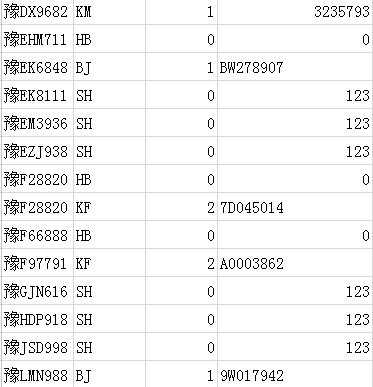 豫DX9682 KM 1 3235793
豫EHM711 HB 0 0
豫EK6848 BJ 1 BW278907
豫EK8111 SH 0 123
豫EM3936 SH 0 123
豫EZJ938 SH 0 123
豫F28820 HB 0 0
豫F28820 KF 2 7D045014
豫F66888 HB 0 0
豫F97791 KF 2 A0003862
豫GJN616 SH 0 123
豫HDP918 SH 0 123
豫JSD998 SH 0 123
豫LMN988 BJ 1 9W017942